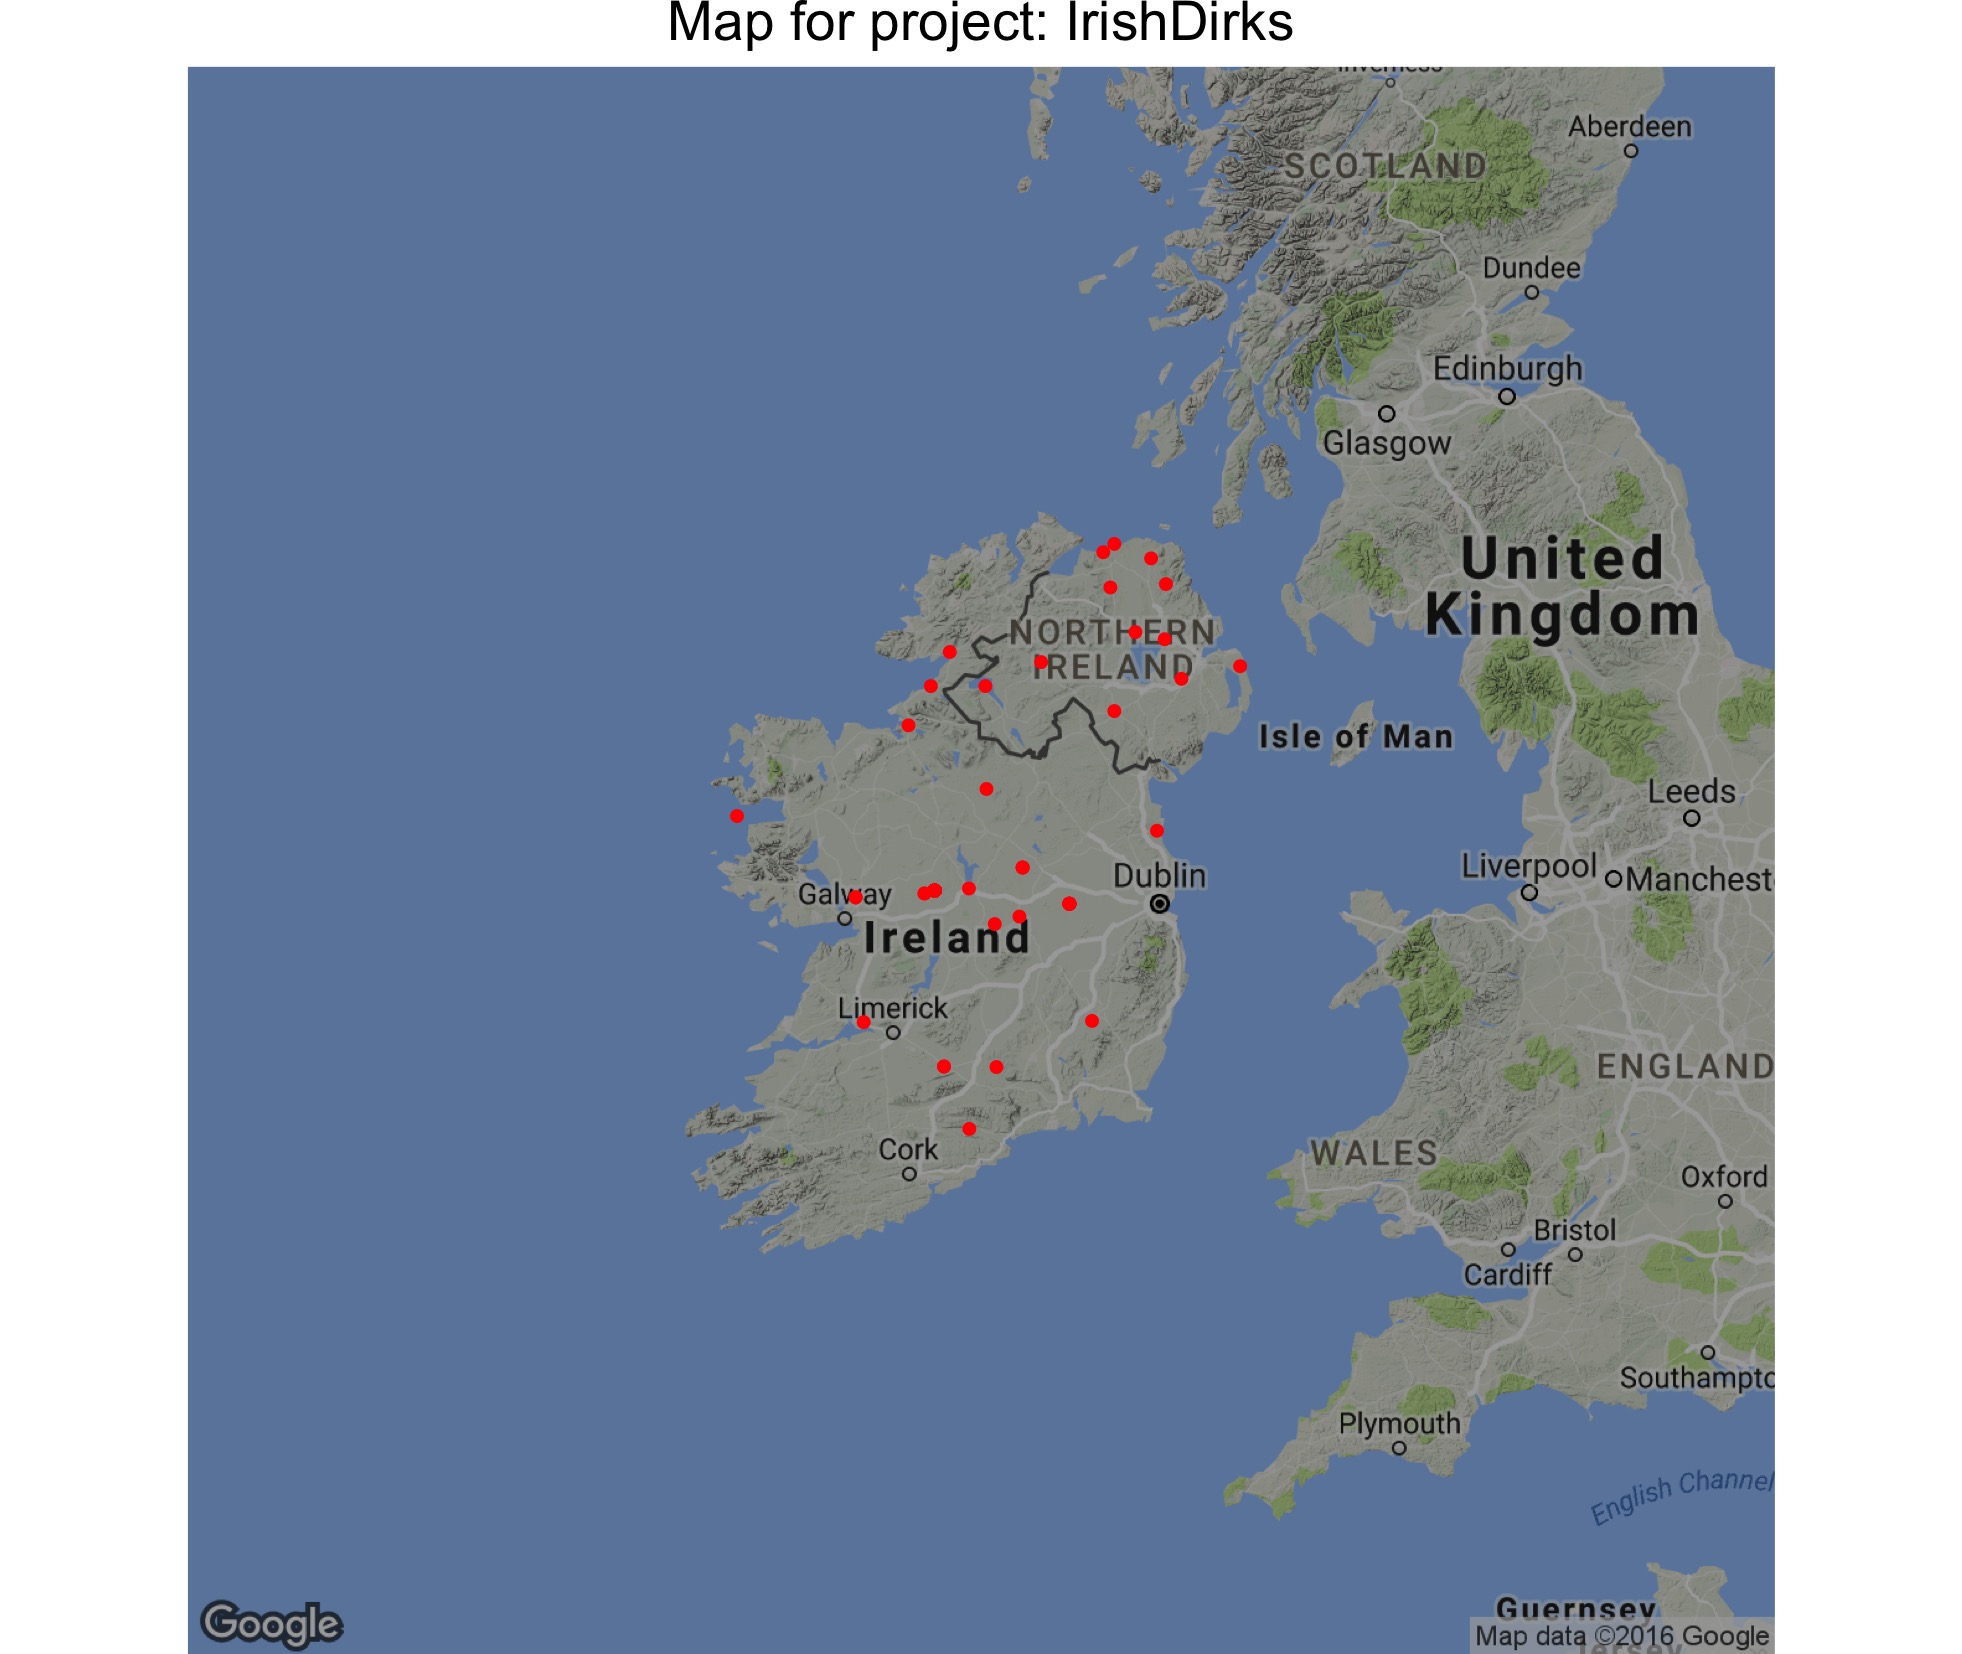 Map for project: IrishDirks
Inverness
Aberdeen
SCOTLAND
Dundee
Edinburgh
Glasgow
United
Kingdom
NORTHERN
IRELAND
Isle of Man
Leeds
Liverpool
Manchest
Dublin
Galway
Ireland
Limerick
ENGLAND
Cork
WALES
Oxford
Bristol
Cardiff
Southampto
Plymouth
English Channel
Guernsey
Google
Map data ©2016 Google
Jersey